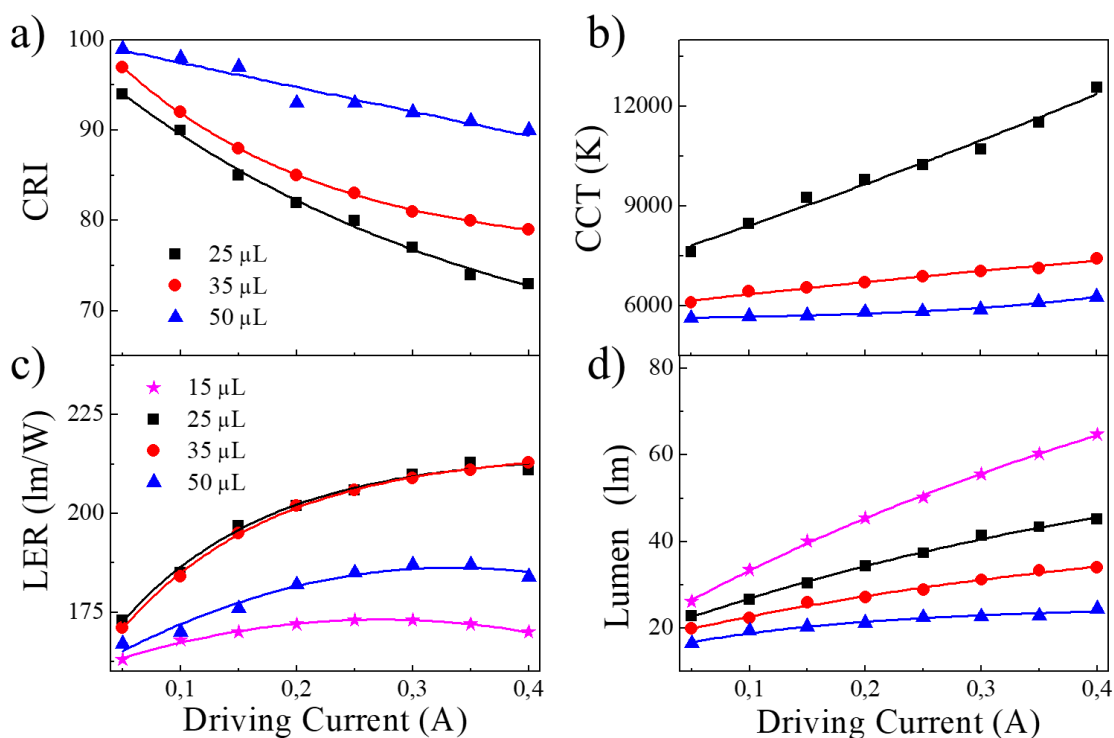 a)
CRI
100
90
80
70
25 µL
35 µL
50 µL
b)
CCT (K)
12000
9000
6000
c)
LER (lm/W)
225
200
175
15 µL
25 µL
35 µL
50 µL
0,1
0,2
0,3
0,4
Driving Current (A)
d)
Lumen (lm)
80
60
40
20
0,1
0,2
0,3
0,4
Driving Current (A)